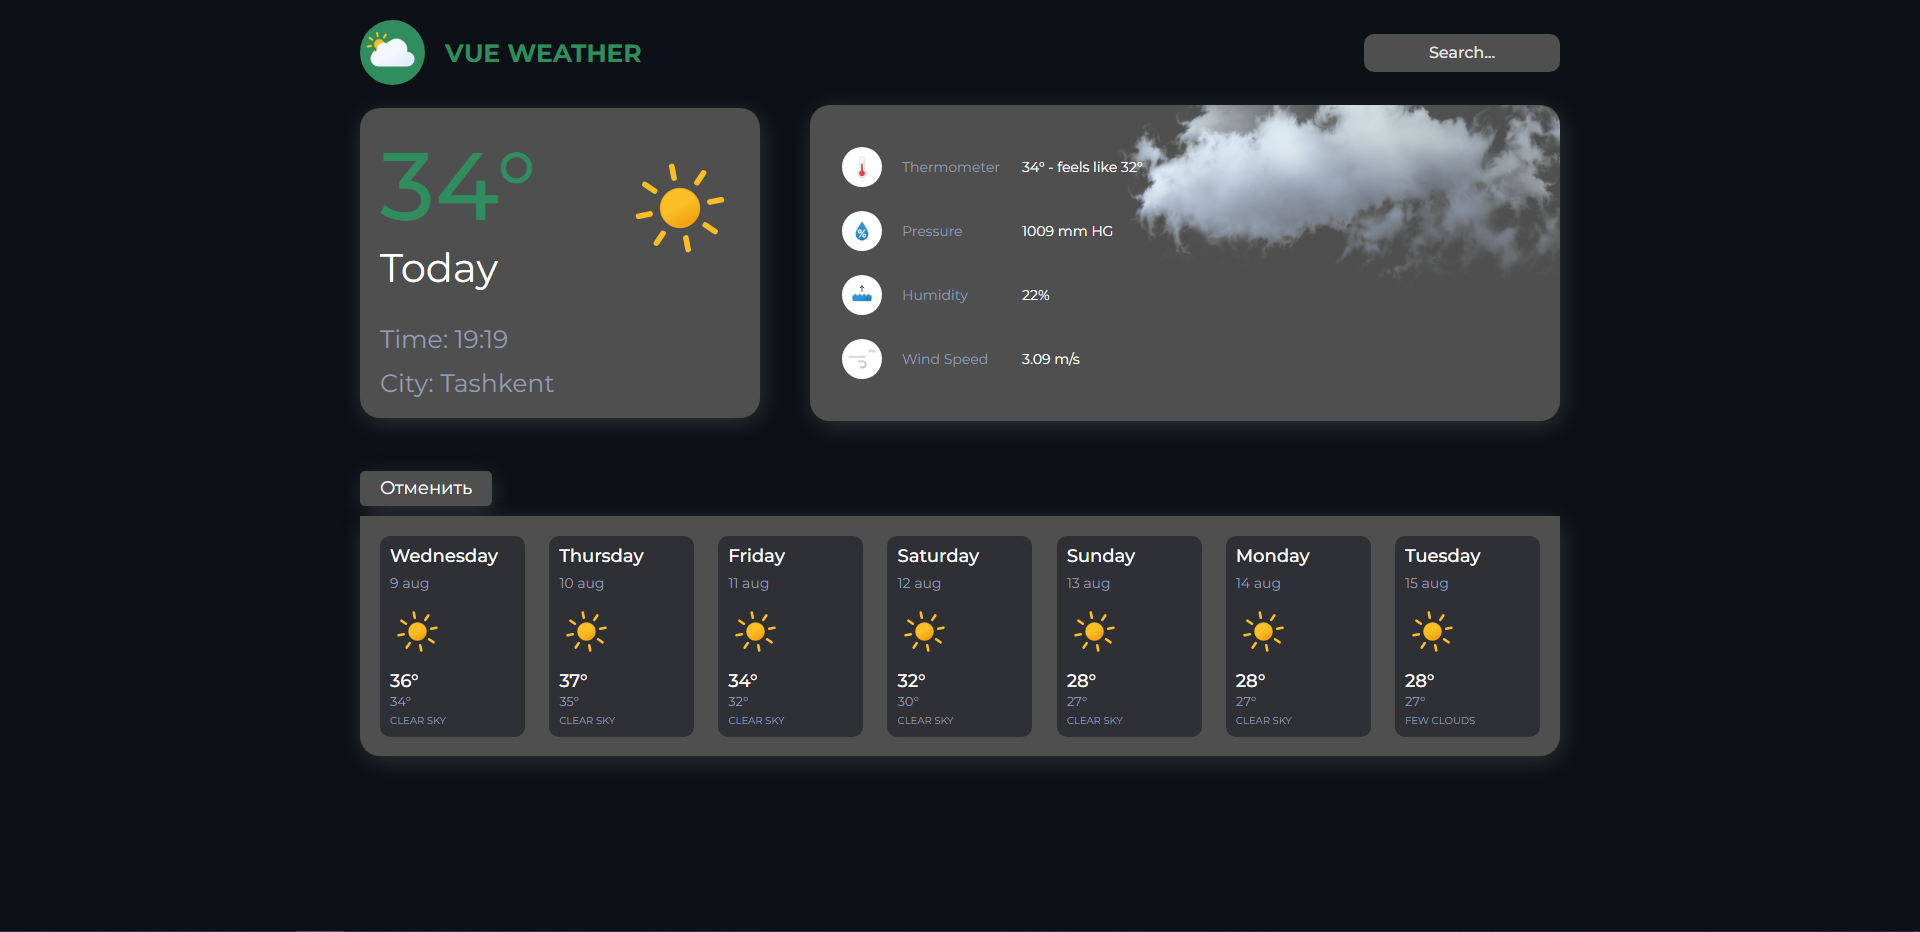 VUE WEATHER
Search...
34°
Today
Time: 19:19
City: Tashkent
Thermometer 34° - feels like 32°
% Pressure 1009 mm HG
Humidity 22%
Wind Speed 3.09 m/s
Отменить
Wednesday
9 aug
36°
34°
CLEAR SKY
Thursday
10 aug
37°
35°
CLEAR SKY
Friday
11 aug
34°
32°
CLEAR SKY
Saturday
12 aug
32°
30°
CLEAR SKY
Sunday
13 aug
28°
27°
CLEAR SKY
Monday
14 aug
28°
27°
CLEAR SKY
Tuesday
15 aug
28°
27°
FEW CLOUDS